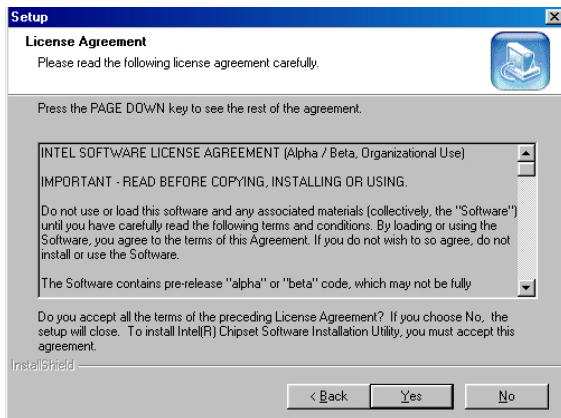 Setup
License Agreement
Please read the following license agreement carefully.
Press the PAGE DOWN key to see the rest of the agreement.
INTEL SOFTWARE LICENSE AGREEMENT (Alpha / Beta, Organizational Use)
IMPORTANT - READ BEFORE COPYING, INSTALLING OR USING.
Do not use or load this software and any associated materials (collectively, the "Software")
until you have carefully read the following terms and conditions. By loading or using the
Software, you agree to the terms of this Agreement. If you do not wish to so agree, do not
install or use the Software.
The Software contains pre-release "alpha" or "beta" code, which may not be fully
Do you accept all the terms of the preceding License Agreement? If you choose No, the
setup will close. To install Intel(R) Chipset Software Installation Utility, you must accept this
agreement.
InstallShield
< Back
Yes
No